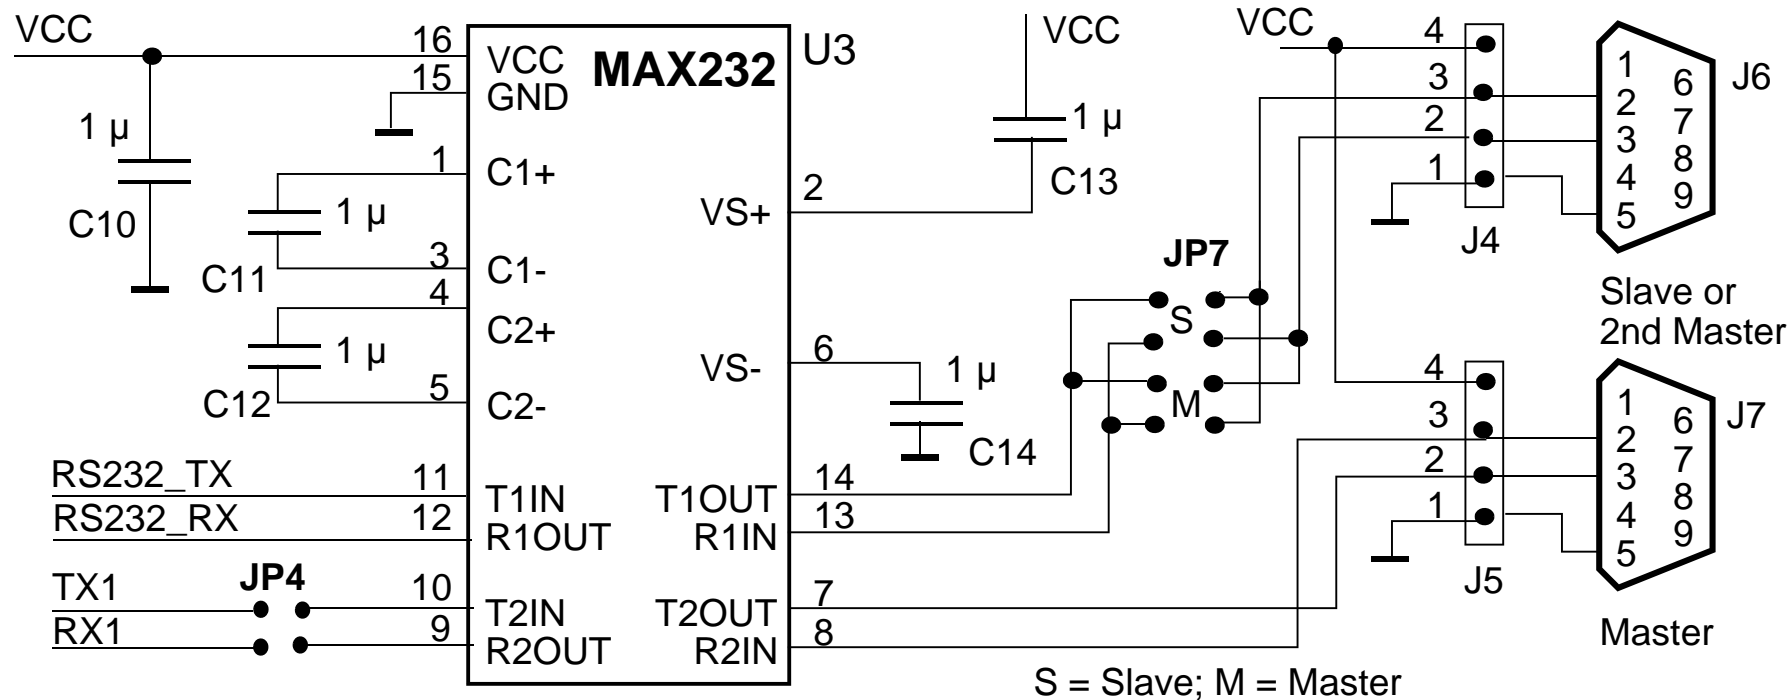 VCC
16
VCC
MAX232
U3
15
GND
1 µ
C10
1
C1+
1 µ
C11
3
C1-
4
C2+
1 µ
C12
5
C2-
RS232_TX
11
T1IN
RS232_RX
12
R1OUT
JP4
TX1
10
T2IN
RX1
9
R2OUT
VCC
1 µ
C13
2
VS+
VS-
6
1 µ
C14
T1OUT
14
R1IN
13
T2OUT
7
R2IN
8
JP7
S
M
VCC
4
3
2
1
J4
1
2
3
4
5
6
7
8
9
J6
Slave or
2nd Master
4
3
2
1
J5
1
2
3
4
5
6
7
8
9
J7
Master
S = Slave; M = Master